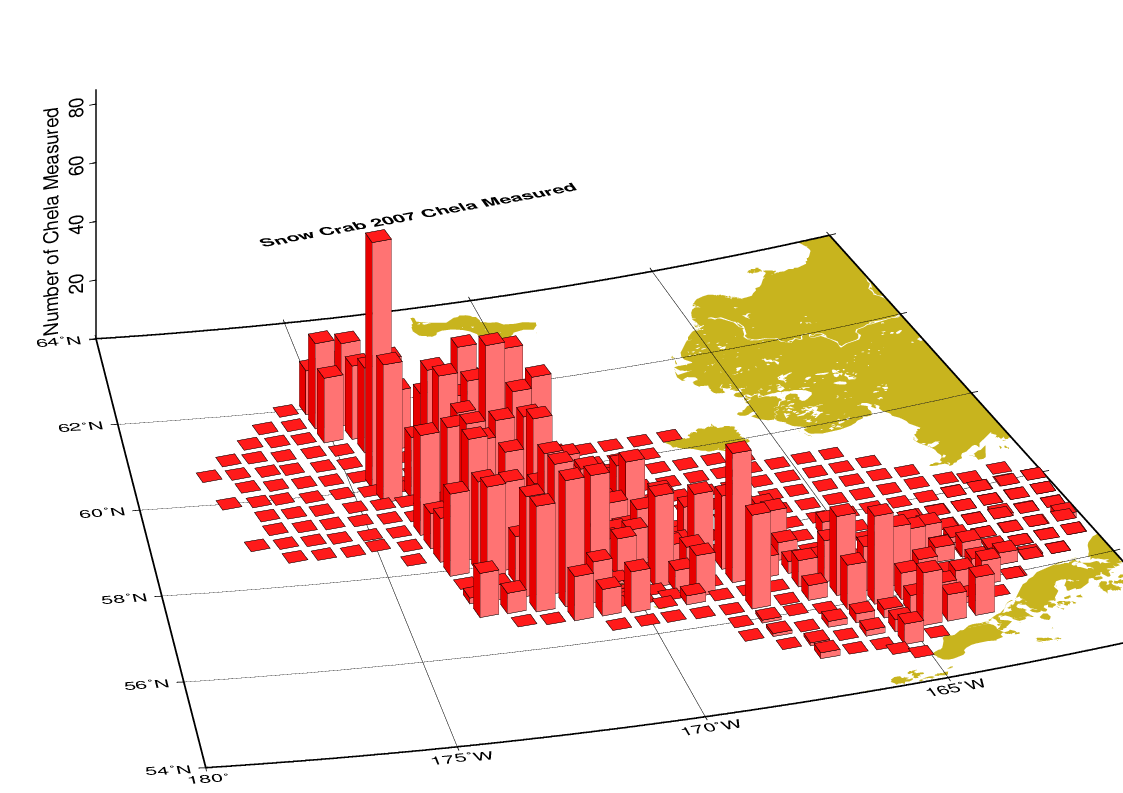 Snow Crab 2007 Chela Measured
Number of Chela Measured
80
60
40
20
64°N
62°N
60°N
58°N
56°N
54°N
180°
175°W
170°W
165°W